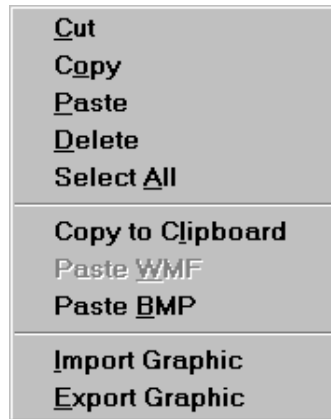 Cut
Copy
Paste
Delete
Select All
Copy to Clipboard
Paste WMF
Paste BMP
Import Graphic
Export Graphic